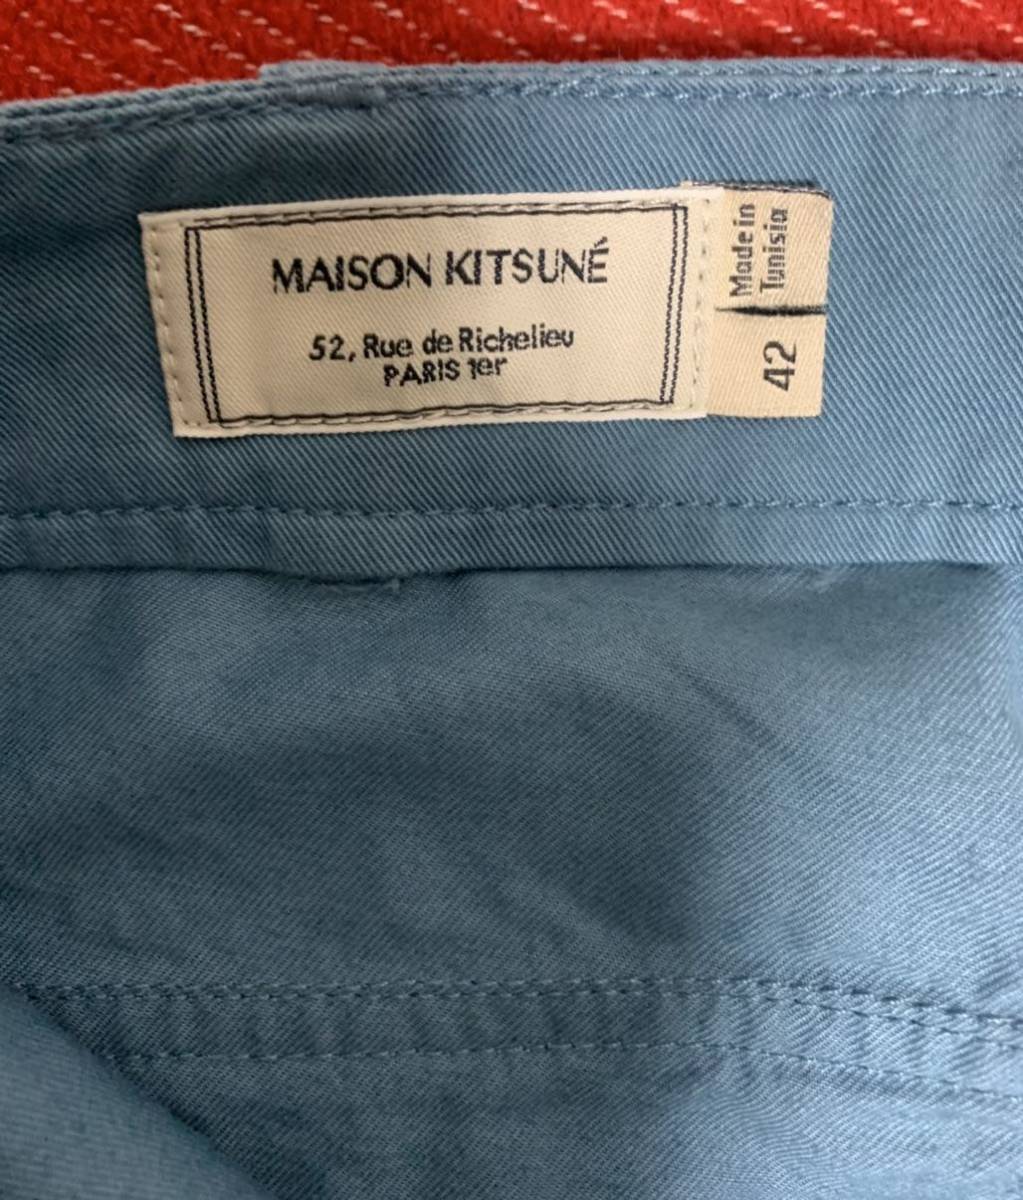 MAISON KITSUNÉ
52, Rue de Richelieu
PARIS 1er
Made in
Tunisia
42